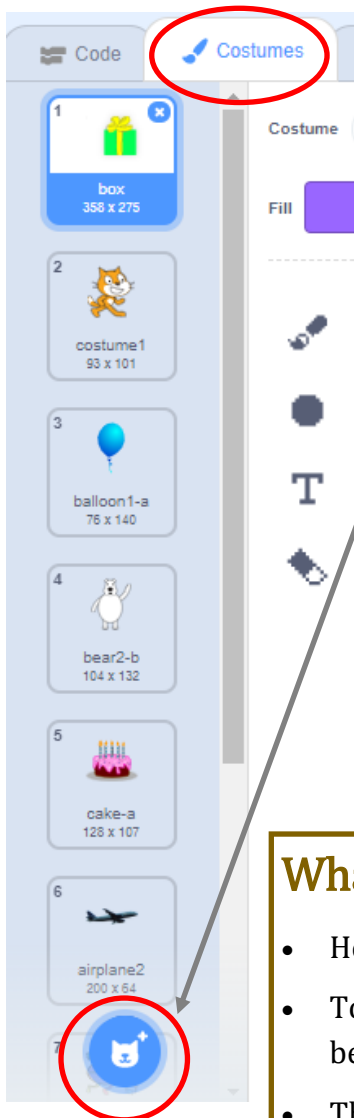 Code
Costumes
1
box
358 x 275
2
costume1
93 x 101
3
balloon1-a
76 x 140
4
bear2-b
104 x 132
5
cake-a
128 x 107
6
airplane2
200 x 64
7
Costume
Fill
T